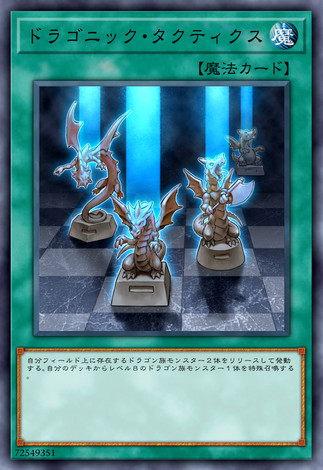 ドラゴニック・タクティクス
魔
【魔法カード】
自分フィールド上に存在するドラゴン族モンスター2体をリリースして発動
する｡自分のデッキからレベル8のドラゴン族モンスター1体を特殊召喚する
｡
72549351